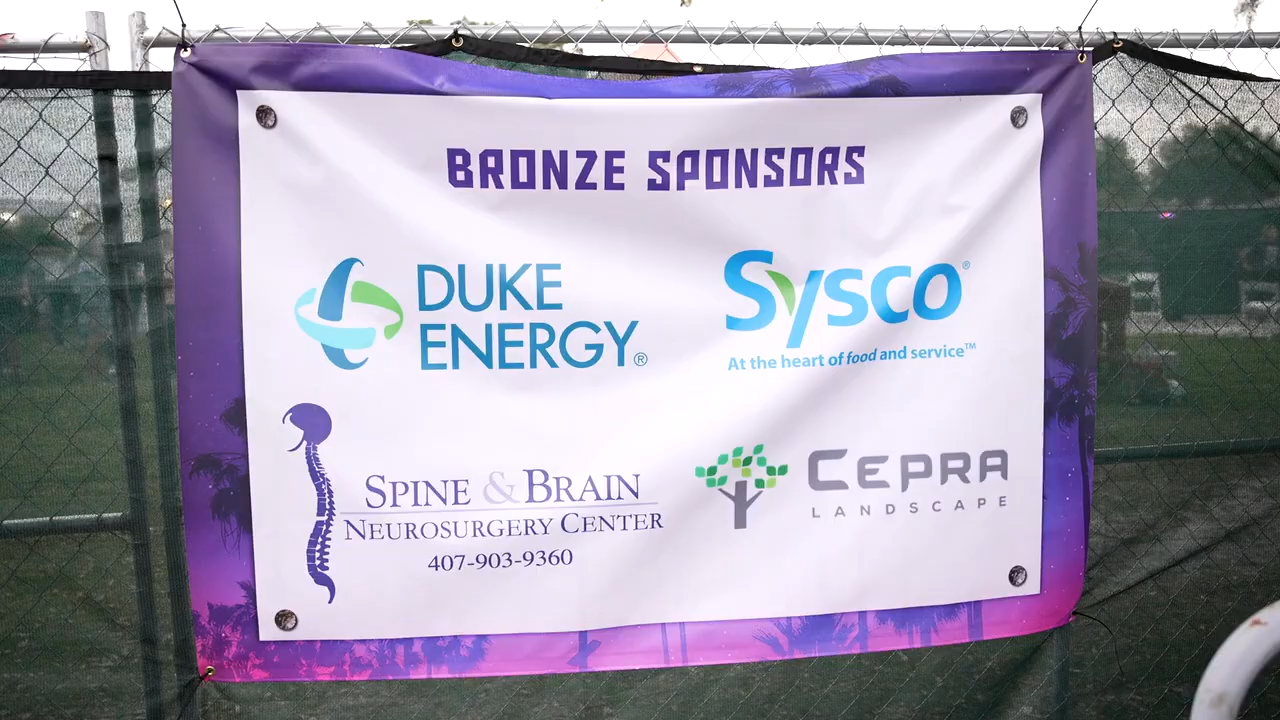 BRONZE SPONSORS
DUKE
ENERGY®
Sysco®
At the heart of food and service™
SPINE & BRAIN
NEUROSURGERY CENTER
407-903-9360
CEPRA
LANDSCAPE